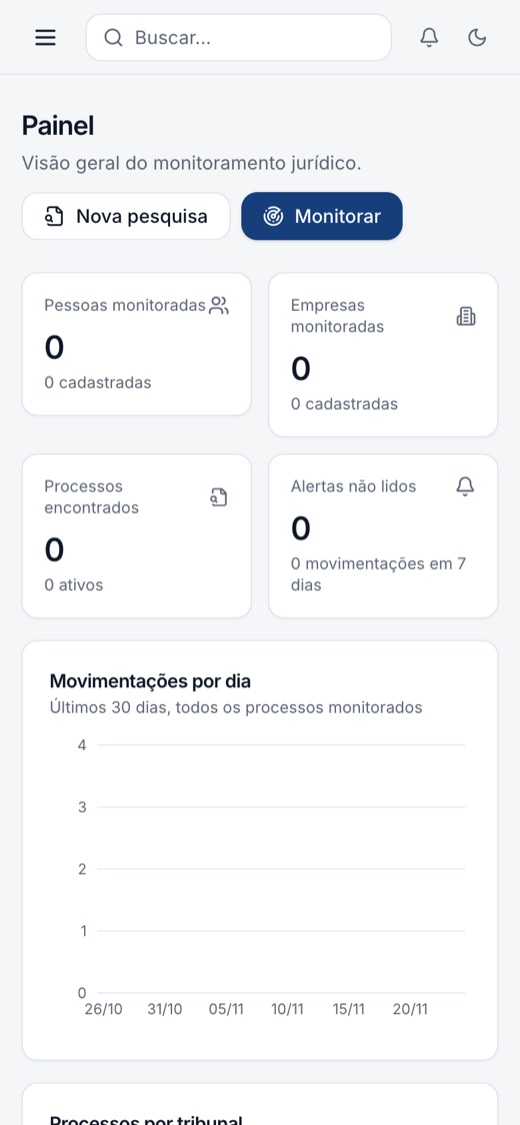 Buscar...
Painel
Visão geral do monitoramento jurídico.
Nova pesquisa
Monitorar
Pessoas monitoradas
0
0 cadastradas
Empresas
monitoradas
0
0 cadastradas
Processos
encontrados
0
0 ativos
Alertas não lidos
0
0 movimentações em 7
dias
Movimentações por dia
Últimos 30 dias, todos os processos monitorados
4
3
2
1
0
26/10 31/10 05/11 10/11 15/11 20/11
Processos por tribunal